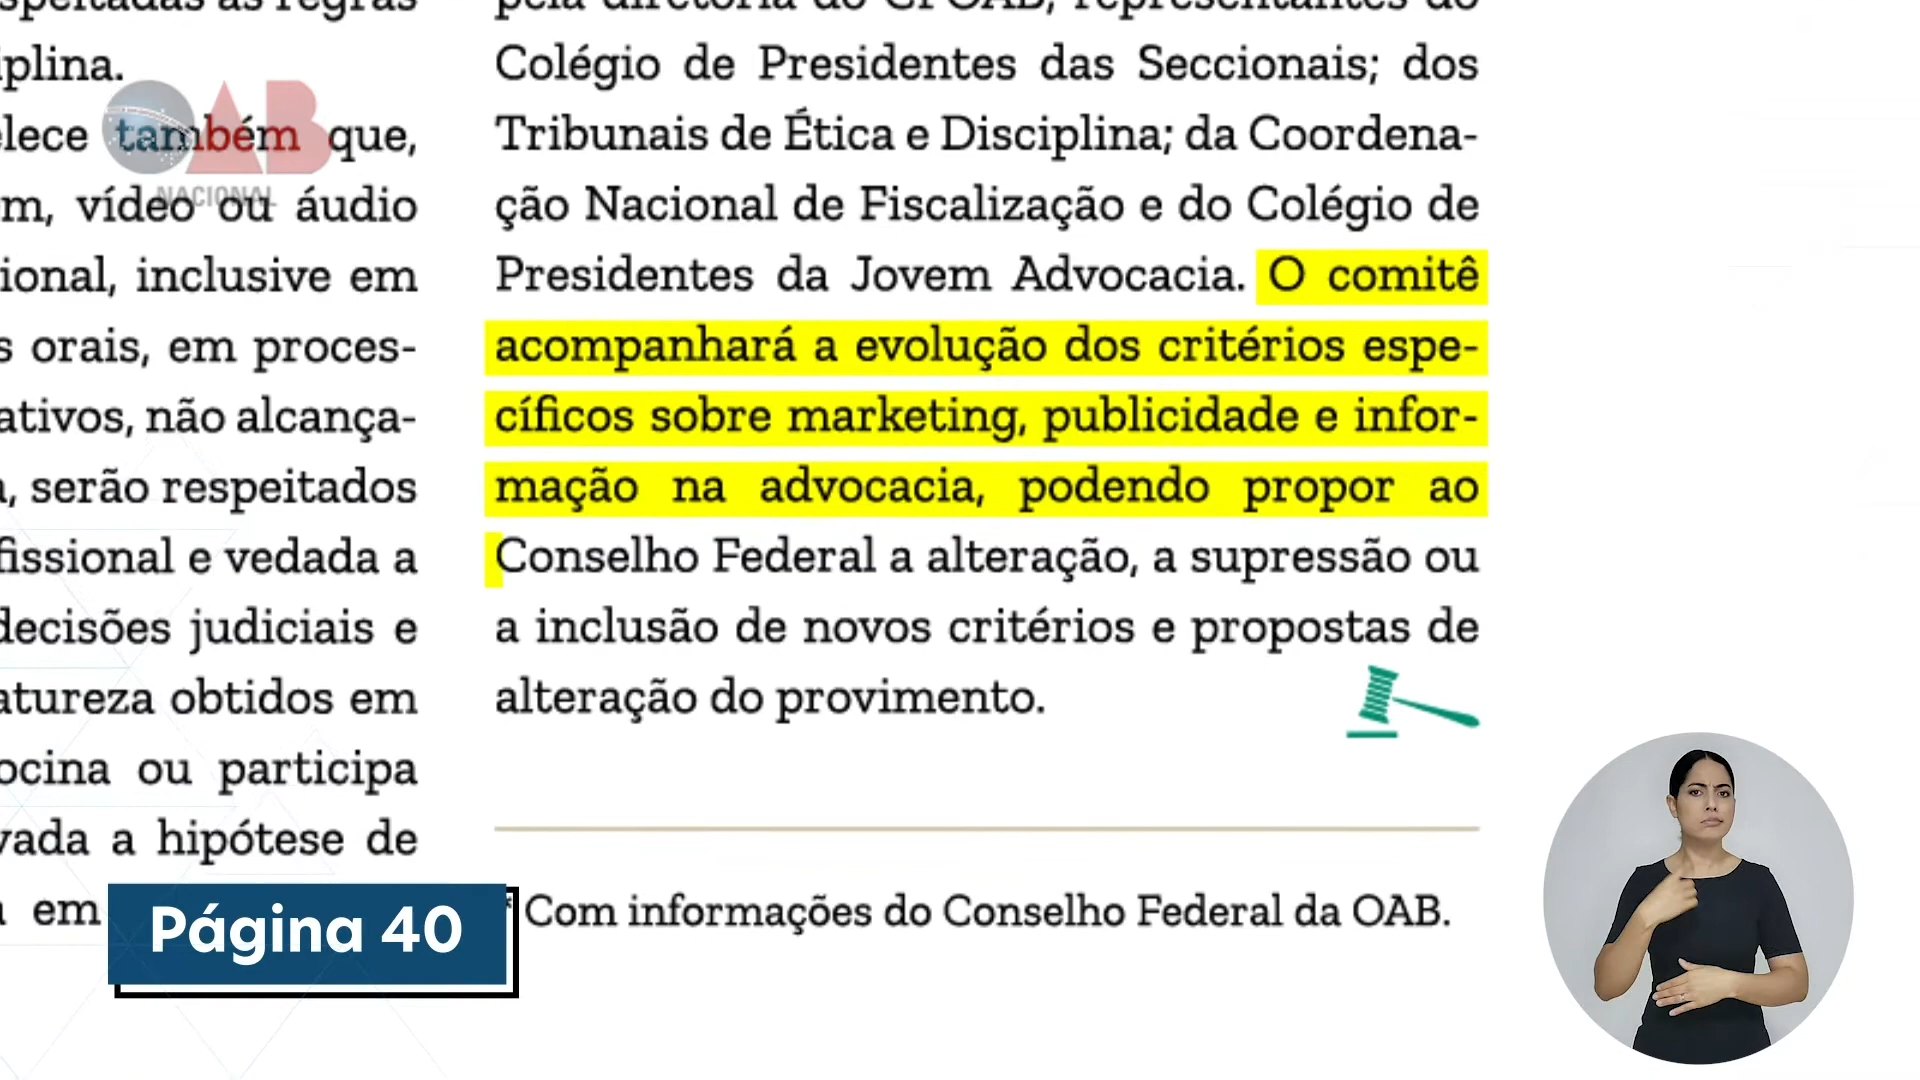 iplina.
também que,
m, vídeo ou áudio
ional, inclusive em
s orais, em proces-
ativos, não alcança-
, serão respeitados
fissional e vedada a
decisões judiciais e
atureza obtidos em
ocina ou participa
vada a hipótese de
em
Colégio de Presidentes das Seccionais; dos
Tribunais de Ética e Disciplina; da Coordena-
ção Nacional de Fiscalização e do Colégio de
Presidentes da Jovem Advocacia. O comitê
acompanhará a evolução dos critérios espe-
cíficos sobre marketing, publicidade e infor-
mação na advocacia, podendo propor ao
Conselho Federal a alteração, a supressão ou
a inclusão de novos critérios e propostas de
alteração do provimento.
* Com informações do Conselho Federal da OAB.
OAB
NACIONAL
Página 40